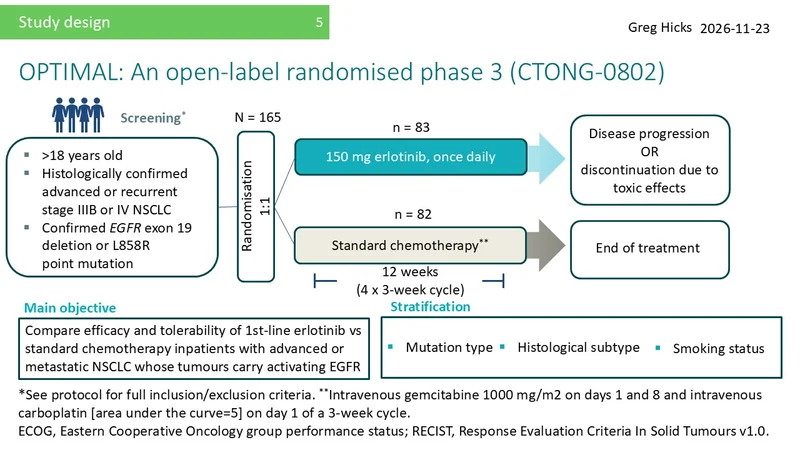 Study design 5
Greg Hicks 2026-11-23
OPTIMAL: An open-label randomised phase 3 (CTONG-0802)
Screening*
>18 years old
Histologically confirmed
advanced or recurrent
stage IIIB or IV NSCLC
Confirmed EGFR exon 19
deletion or L858R
point mutation
N = 165
Randomisation
1:1
n = 83
150 mg erlotinib, once daily
Disease progression
OR
discontinuation due to
toxic effects
n = 82
Standard chemotherapy**
End of treatment
12 weeks
(4 x 3-week cycle)
Main objective
Compare efficacy and tolerability of 1st-line erlotinib vs
standard chemotherapy inpatients with advanced or
metastatic NSCLC whose tumours carry activating EGFR
Stratification
Mutation type
Histological subtype
Smoking status
*See protocol for full inclusion/exclusion criteria. **Intravenous gemcitabine 1000 mg/m2 on days 1 and 8 and intravenous
carboplatin [area under the curve=5] on day 1 of a 3-week cycle.
ECOG, Eastern Cooperative Oncology group performance status; RECIST, Response Evaluation Criteria In Solid Tumours v1.0.